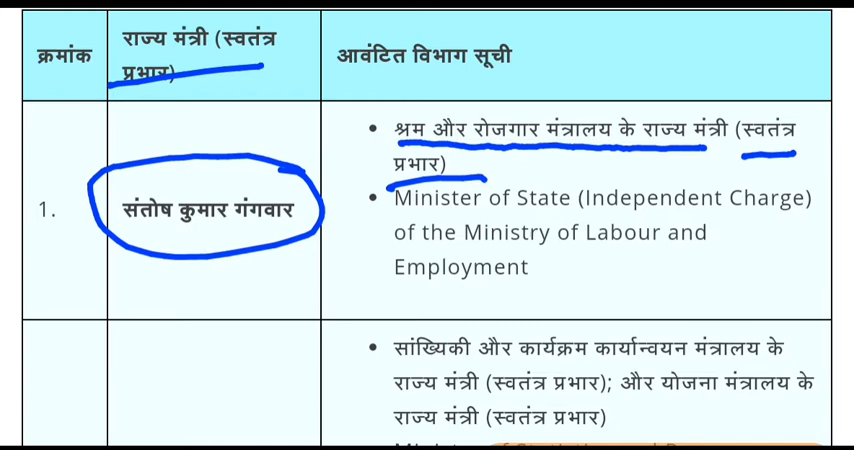 क्रमांक
राज्य मंत्री (स्वतंत्र
प्रभार)
आवंटित विभाग सूची
1.
संतोष कुमार गंगवार
• श्रम और रोजगार मंत्रालय के राज्य मंत्री (स्वतंत्र
प्रभार)
• Minister of State (Independent Charge)
of the Ministry of Labour and
Employment
• सांख्यिकी और कार्यक्रम कार्यान्वयन मंत्रालय के
राज्य मंत्री (स्वतंत्र प्रभार); और योजना मंत्रालय के
राज्य मंत्री (स्वतंत्र प्रभार)